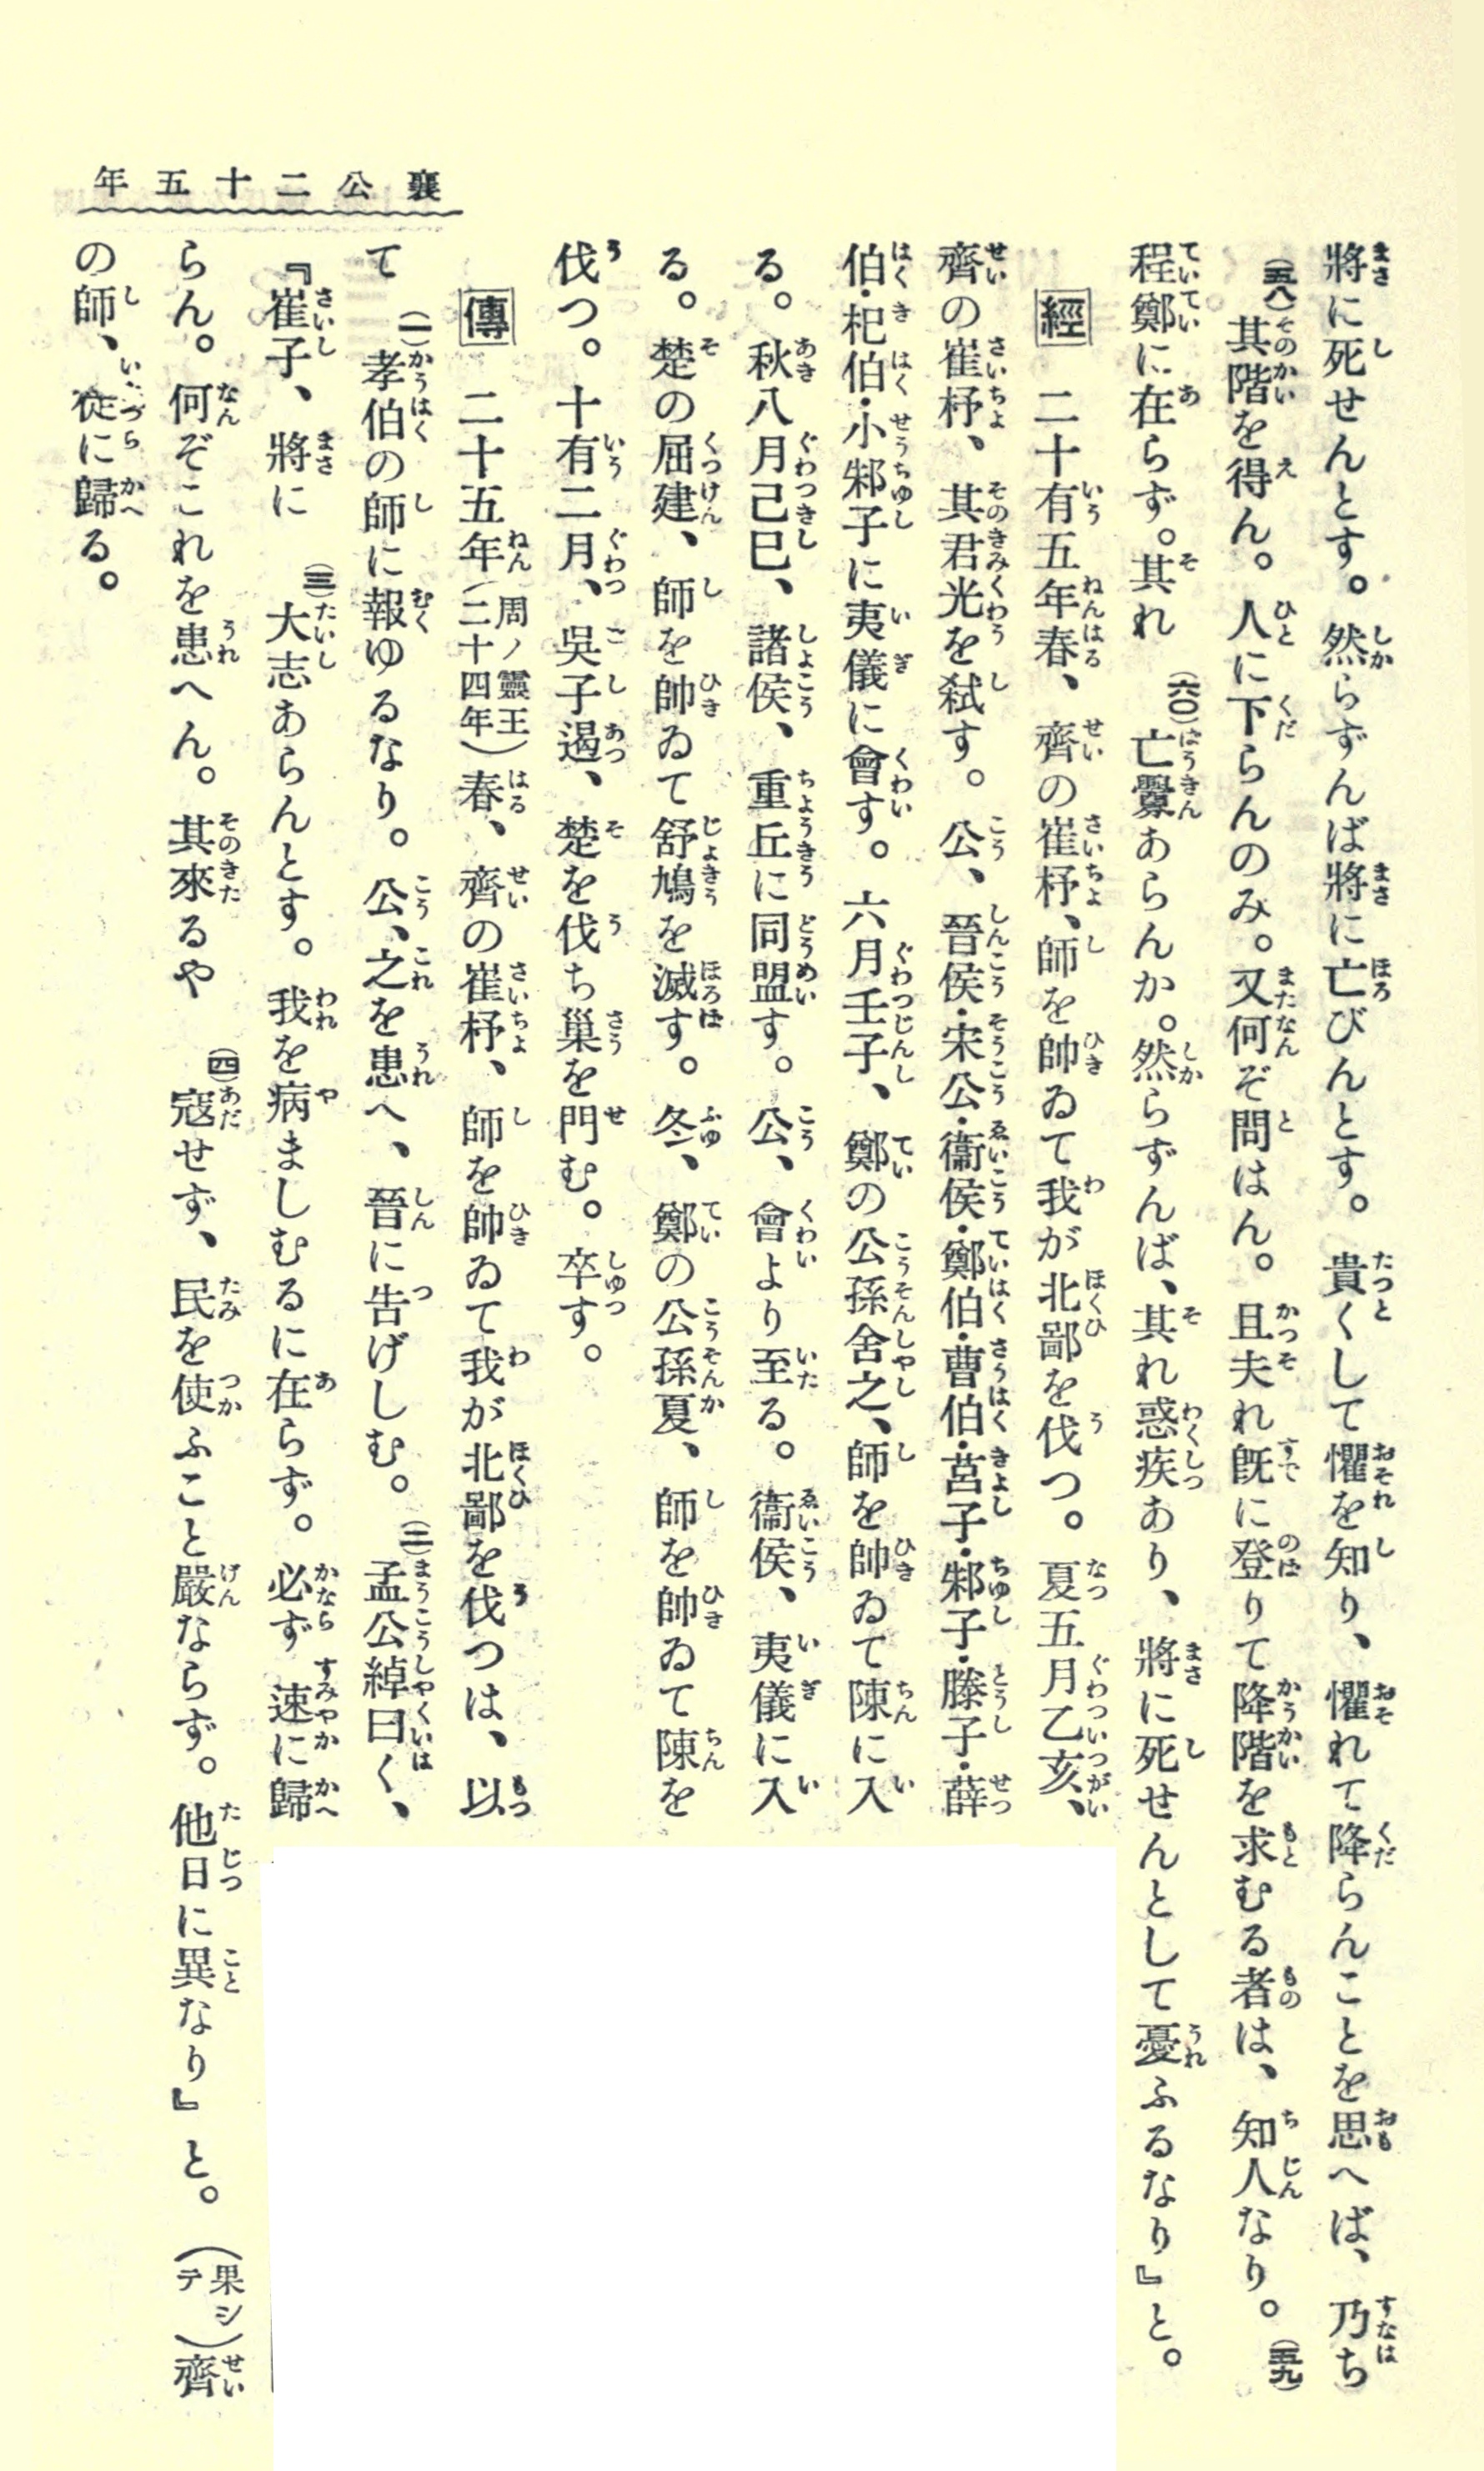 襄公二十五年
將に死せんとす。然らずんば將に亡びんとす。貴くして懼を知り、懼れて降らんことを思へば、乃ち
(五八)其階を得ん。人に下らんのみ。又何ぞ問はん。且夫れ旣に登りて降階を求むる者は、知人なり。(五九)
程鄭に在らず。其れ(六〇)亡釁あらんか。然らずんば、其れ惑疾あり、將に死せんとして憂ふるなり』と。
經 二十有五年春、齊の崔杼、師を帥ゐて我が北鄙を伐つ。夏五月乙亥、
齊の崔杼、其君光を弑す。公、晉侯·宋公·衞侯·鄭伯·曹伯·莒子·邾子·滕子·薛
伯·杞伯·小邾子に夷儀に會す。六月壬子、鄭の公孫舍之、師を帥ゐて陳に入
る。秋八月己巳、諸侯、重丘に同盟す。公、會より至る。衞侯、夷儀に入
る。楚の屈建、師を帥ゐて舒鳩を滅す。冬、鄭の公孫夏、師を帥ゐて陳を
伐つ。十有二月、吳子遏、楚を伐ち巢を門む。卒す。
傳 二十五年(周ノ靈王二十四年)春、齊の崔杼、師を帥ゐて我が北鄙を伐つは、以
て(一)孝伯の師に報ゆるなり。公、之を患へ、晉に告げしむ。(二)孟公綽曰く、
『崔子、將に(三)大志あらんとす。我を病ましむるに在らず。必ず速に歸
らん。何ぞこれを患へん。其來るや(四)寇せず、民を使ふこと嚴ならず。他日に異なり』と。(果シテ)齊
の師、徒に歸る。